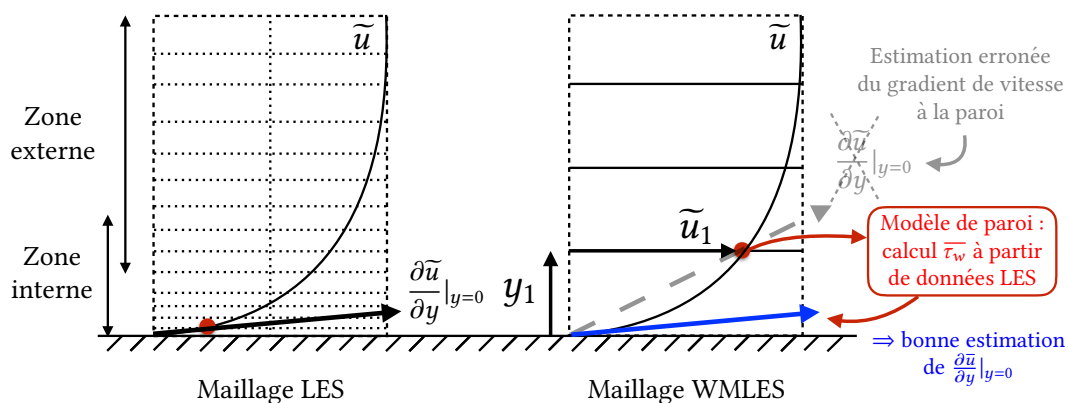 Zone
externe
Zone
interne
ũ
∂ũ/∂y|y=0
Maillage LES
ũ
ũ1
y1
Estimation erronée
du gradient de vitesse
à la paroi
∂ũ/∂y|y=0
Modèle de paroi :
calcul τw̅ à partir
de données LES
⇒ bonne estimation
de ∂u̅/∂y|y=0
Maillage WMLES